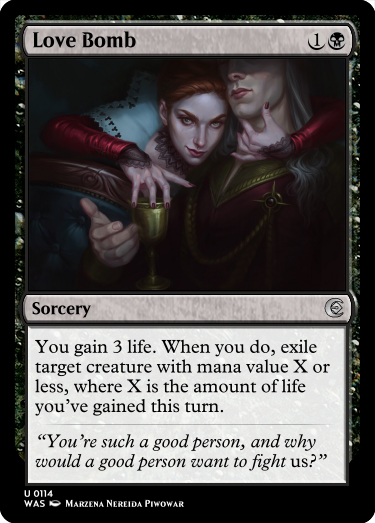 Love Bomb 1
Sorcery
You gain 3 life. When you do, exile
target creature with mana value X or
less, where X is the amount of life
you've gained this turn.
“You're such a good person, and why
would a good person want to fight us?”
U 0114
WAS Marzena Nereida Piwowar